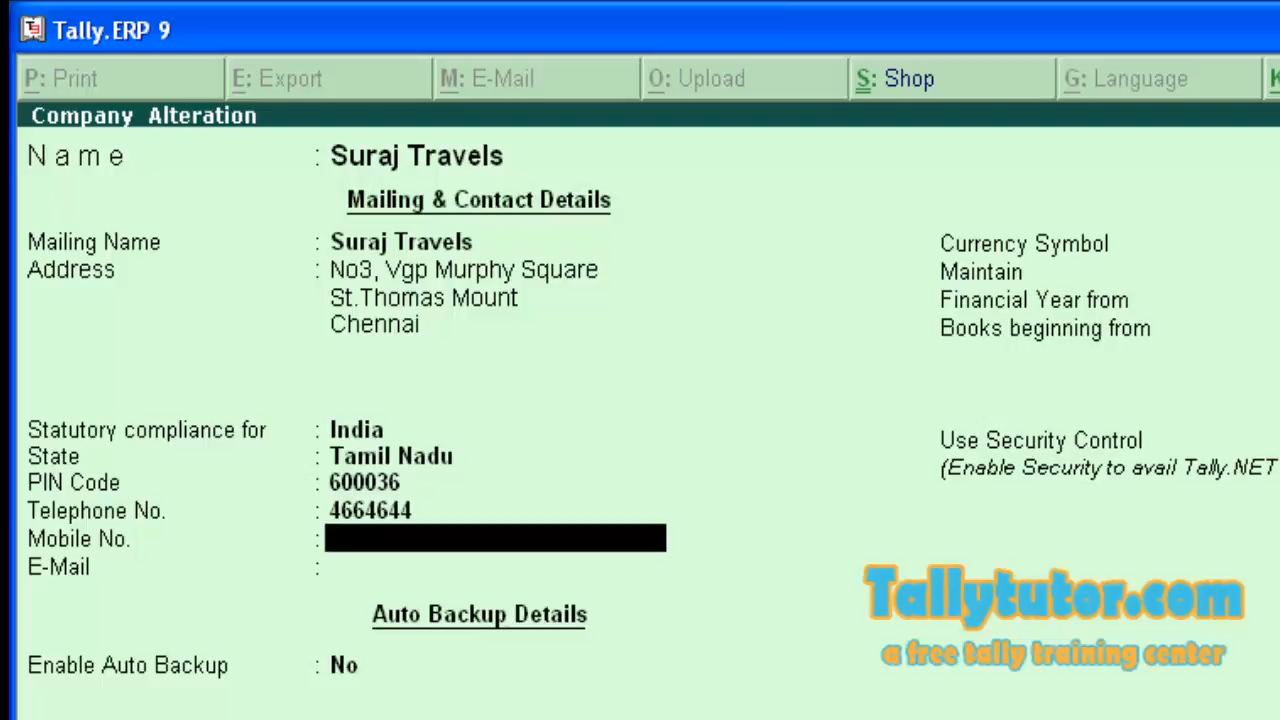 Tally.ERP 9
P: Print E: Export M: E-Mail O: Upload S: Shop G: Language K
Company Alteration
Name : Suraj Travels
Mailing & Contact Details
Mailing Name : Suraj Travels
Address : No3, Vgp Murphy Square
St.Thomas Mount
Chennai
Currency Symbol
Maintain
Financial Year from
Books beginning from
Statutory compliance for : India
State : Tamil Nadu
PIN Code : 600036
Telephone No. : 4664644
Mobile No. :
E-Mail :
Use Security Control
(Enable Security to avail Tally.NET
Auto Backup Details
Enable Auto Backup : No
Tallytutor.com
a free tally training center